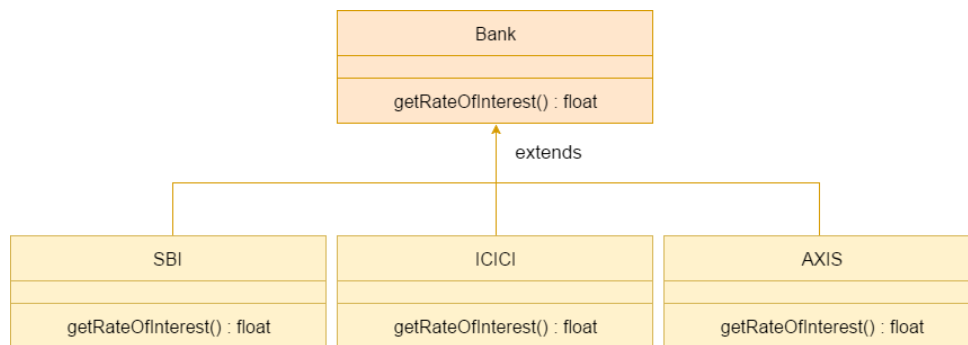 Bank
getRateOfInterest() : float
extends
SBI
ICICI
AXIS
getRateOfInterest() : float
getRateOfInterest() : float
getRateOfInterest() : float